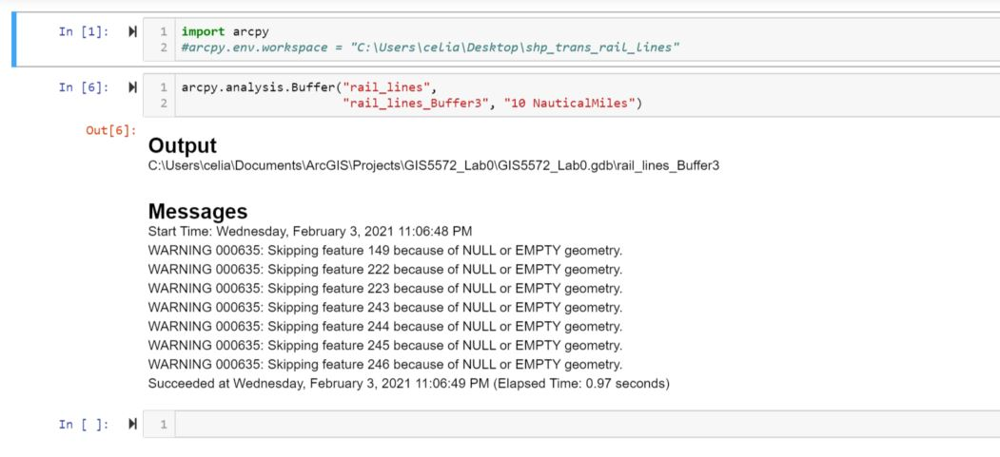 In [1]:
1 import arcpy
2 #arcpy.env.workspace = "C:\Users\celia\Desktop\shp_trans_rail_lines"
In [6]:
1 arcpy.analysis.Buffer("rail_lines",
2 "rail_lines_Buffer3", "10 NauticalMiles")
Out[6]:
Output
C:\Users\celia\Documents\ArcGIS\Projects\GIS5572_Lab0\GIS5572_Lab0.gdb\rail_lines_Buffer3
Messages
Start Time: Wednesday, February 3, 2021 11:06:48 PM
WARNING 000635: Skipping feature 149 because of NULL or EMPTY geometry.
WARNING 000635: Skipping feature 222 because of NULL or EMPTY geometry.
WARNING 000635: Skipping feature 223 because of NULL or EMPTY geometry.
WARNING 000635: Skipping feature 243 because of NULL or EMPTY geometry.
WARNING 000635: Skipping feature 244 because of NULL or EMPTY geometry.
WARNING 000635: Skipping feature 245 because of NULL or EMPTY geometry.
WARNING 000635: Skipping feature 246 because of NULL or EMPTY geometry.
Succeeded at Wednesday, February 3, 2021 11:06:49 PM (Elapsed Time: 0.97 seconds)
In [ ]:
1